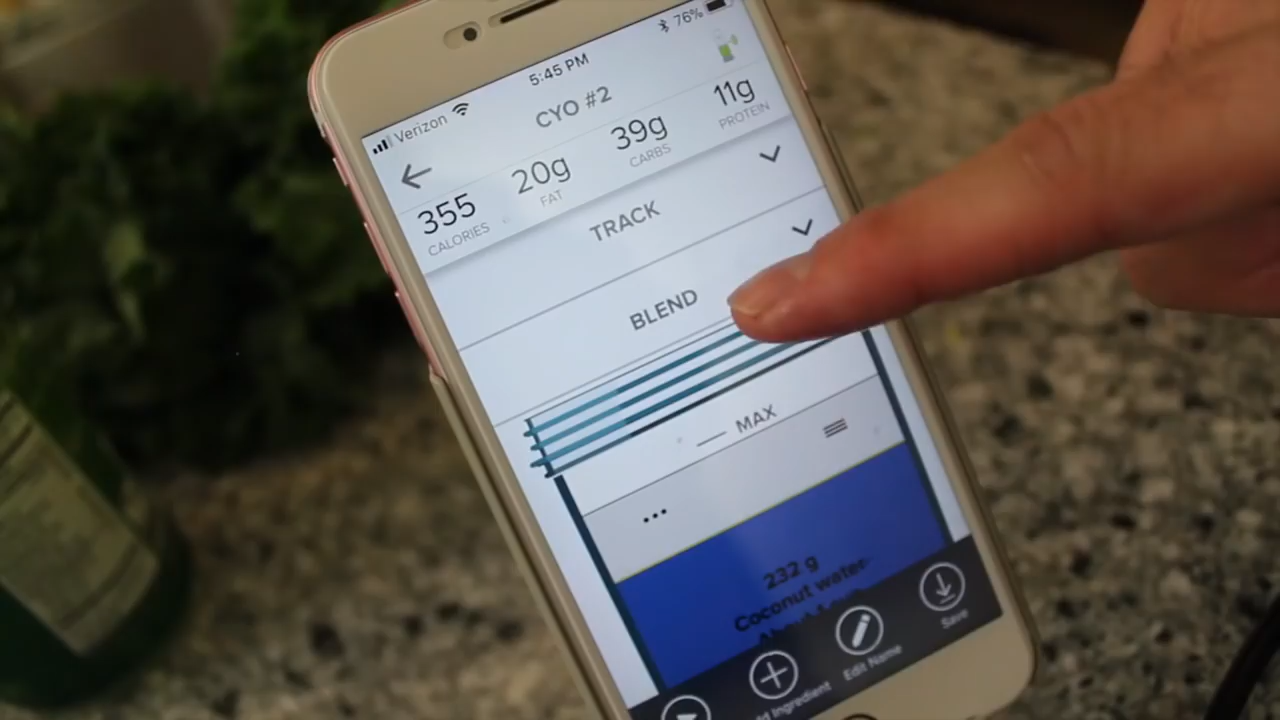 Verizon 5:45 PM 76%
CYO #2
355 20g 39g 11g
CALORIES FAT CARBS PROTEIN
TRACK
BLEND
MAX
232 g
Coconut water
Ingredient Edit Name Save